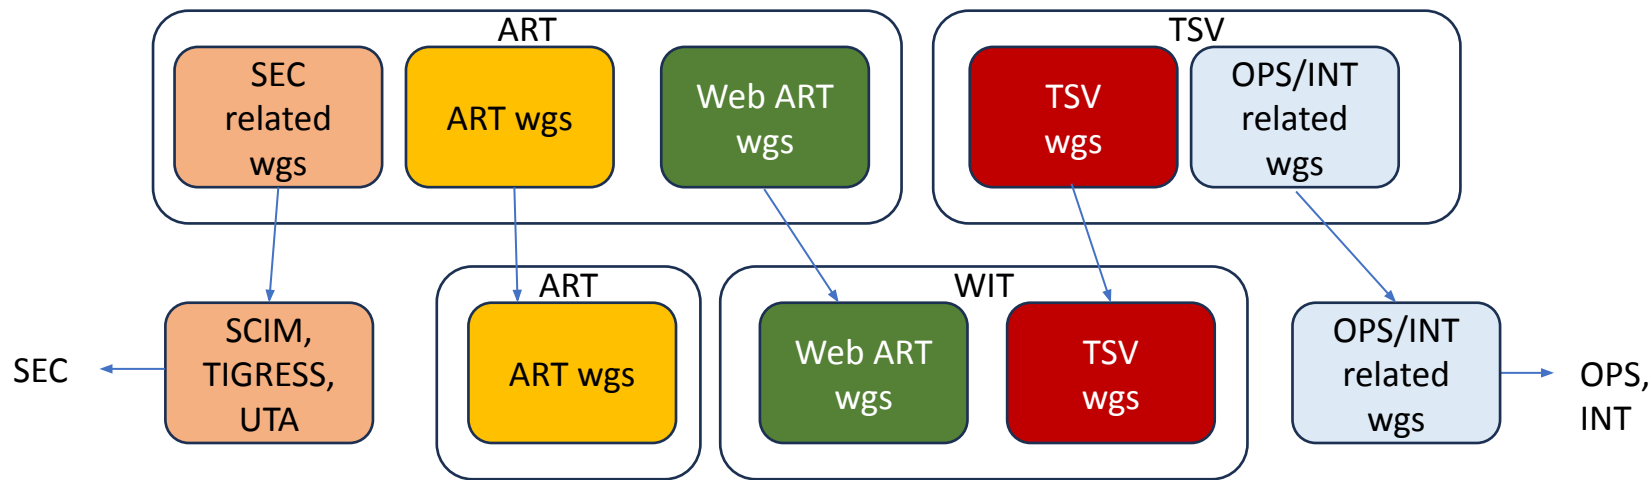 ART
SEC
related
wgs
ART wgs
Web ART
wgs
TSV
TSV
wgs
OPS/INT
related
wgs
SEC
SCIM,
TIGRESS,
UTA
ART
ART wgs
WIT
Web ART
wgs
TSV
wgs
OPS/INT
related
wgs
OPS,
INT